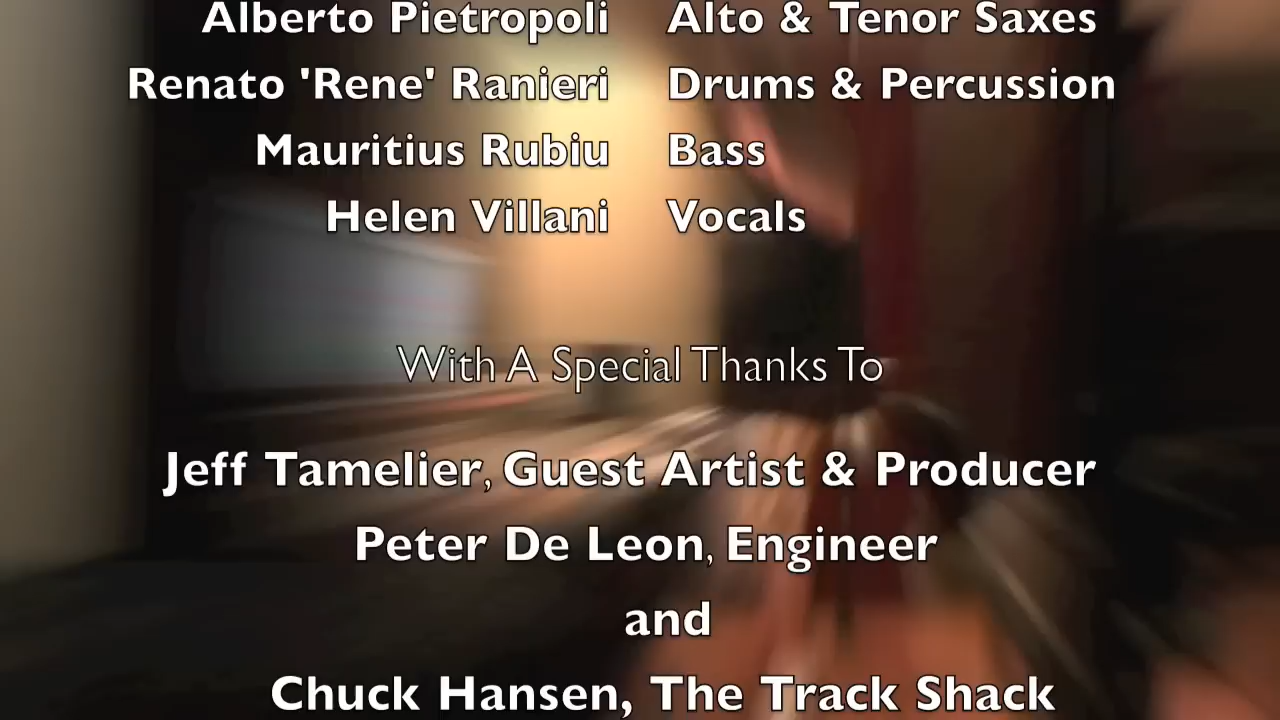 Alberto Pietropoli Alto & Tenor Saxes
Renato 'Rene' Ranieri Drums & Percussion
Mauritius Rubiu Bass
Helen Villani Vocals
With A Special Thanks To
Jeff Tamelier, Guest Artist & Producer
Peter De Leon, Engineer
and
Chuck Hansen, The Track Shack